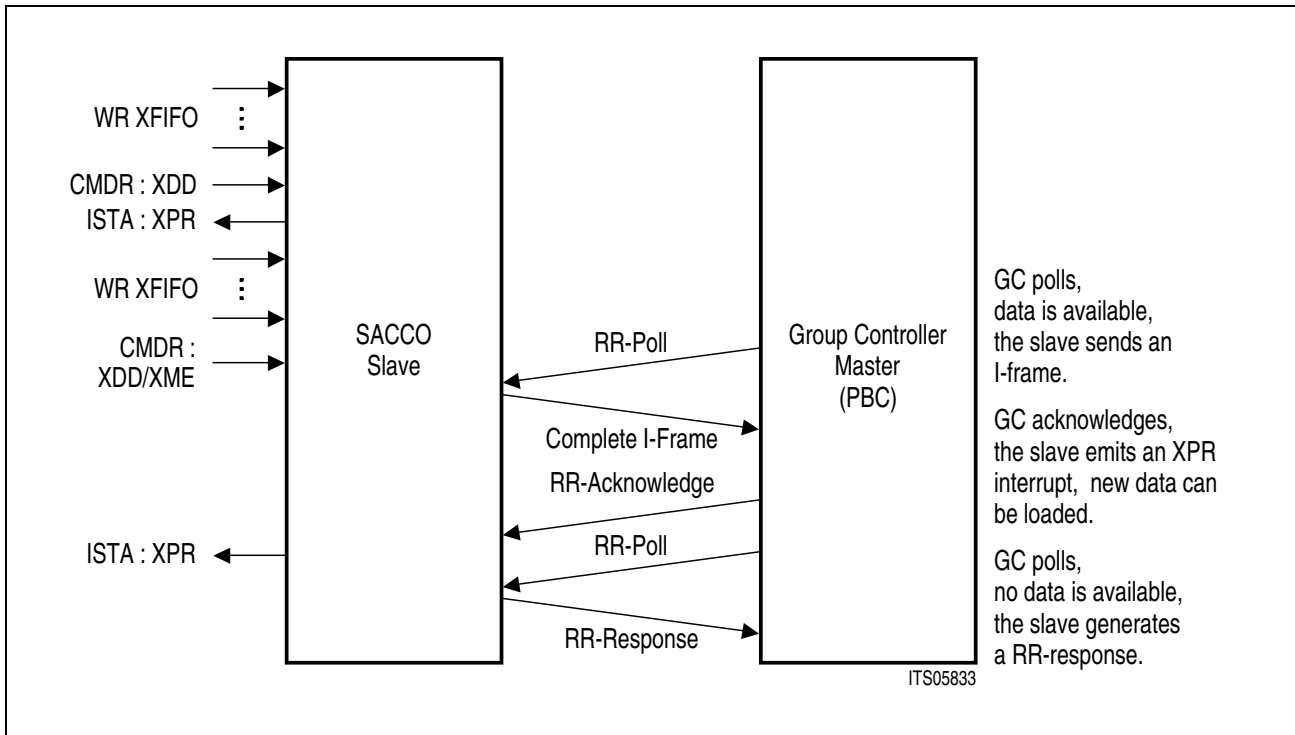 WR XFIFO
CMDR : XDD
ISTA : XPR
WR XFIFO
CMDR :
XDD/XME
ISTA : XPR
SACCO
Slave
RR-Poll
Complete I-Frame
RR-Acknowledge
RR-Poll
RR-Response
Group Controller
Master
(PBC)
GC polls,
data is available,
the slave sends an
I-frame.
GC acknowledges,
the slave emits an XPR
interrupt, new data can
be loaded.
GC polls,
no data is available,
the slave generates
a RR-response.
ITS05833